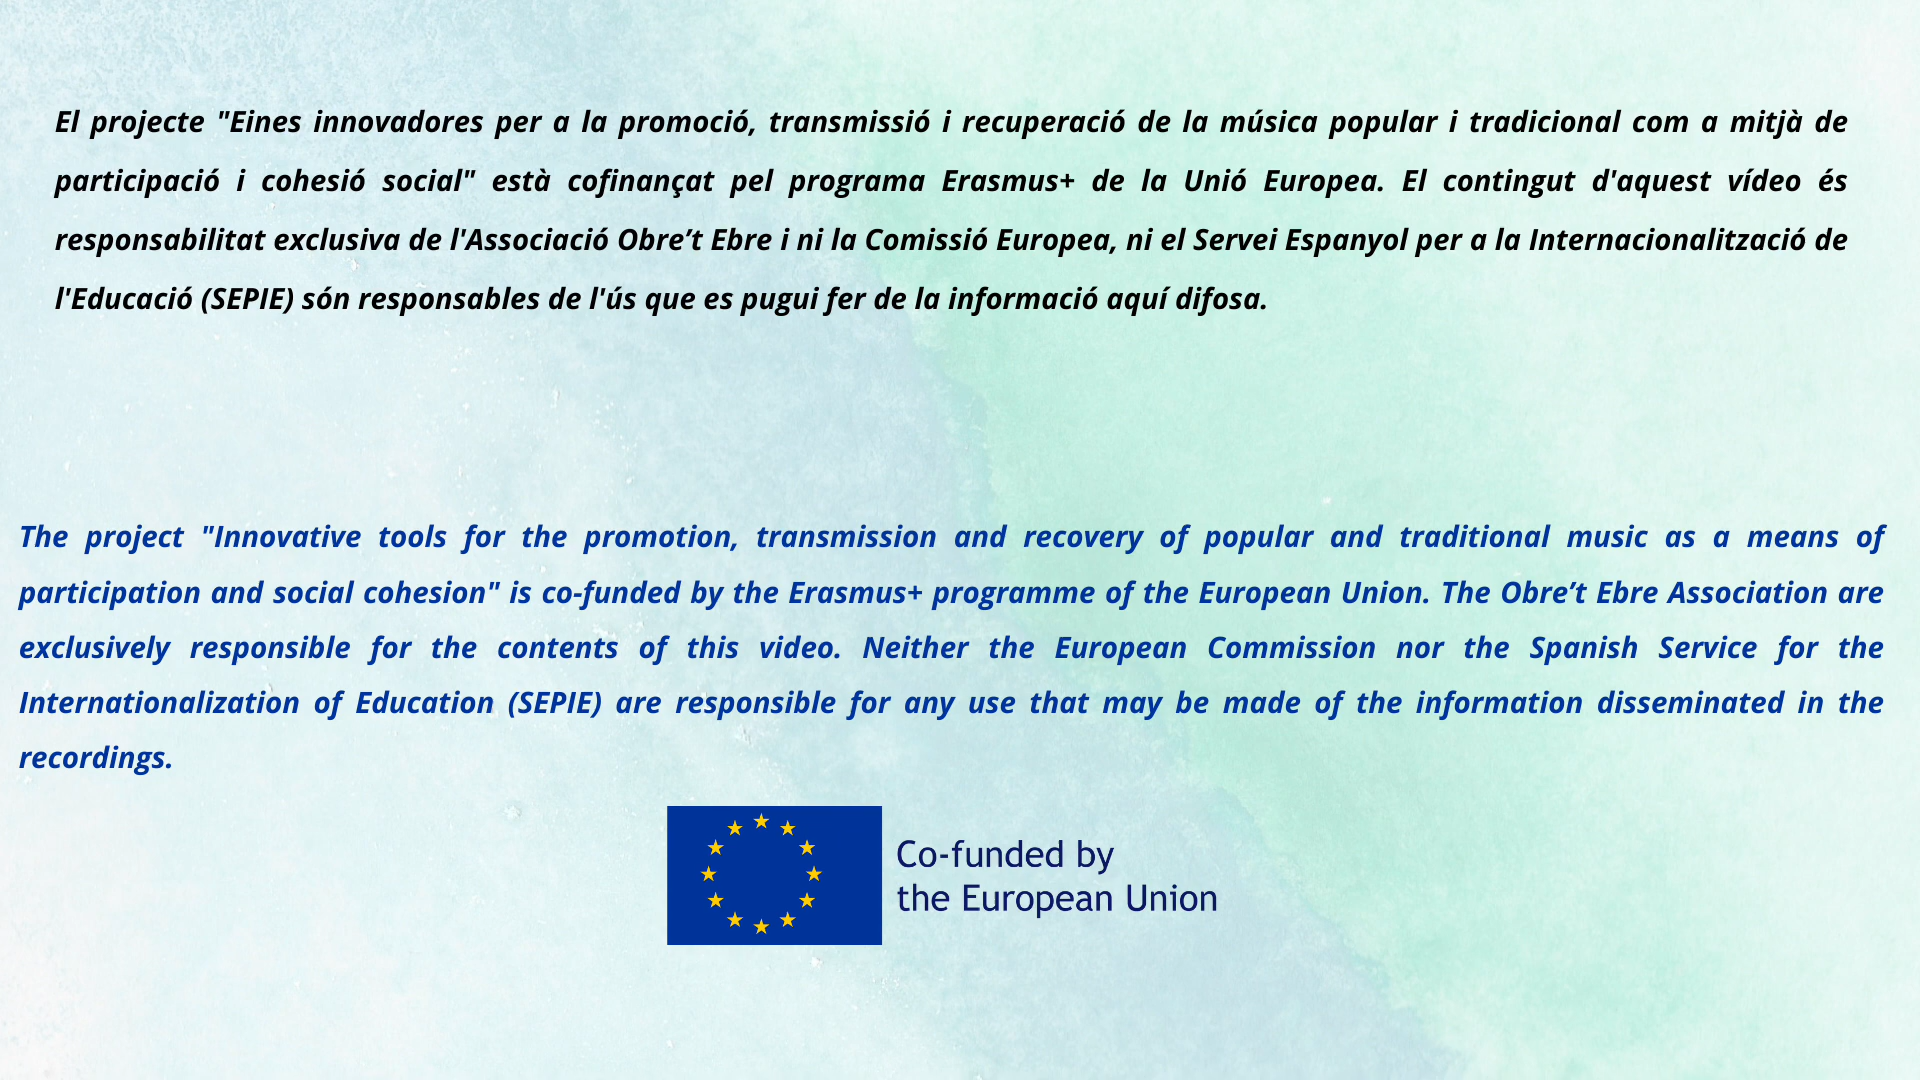 El projecte "Eines innovadores per a la promoció, transmissió i recuperació de la música popular i tradicional com a mitjà de
participació i cohesió social" està cofinançat pel programa Erasmus+ de la Unió Europea. El contingut d'aquest vídeo és
responsabilitat exclusiva de l'Associació Obre’t Ebre i ni la Comissió Europea, ni el Servei Espanyol per a la Internacionalització de
l'Educació (SEPIE) són responsables de l'ús que es pugui fer de la informació aquí difosa.
The project "Innovative tools for the promotion, transmission and recovery of popular and traditional music as a means of
participation and social cohesion" is co-funded by the Erasmus+ programme of the European Union. The Obre’t Ebre Association are
exclusively responsible for the contents of this video. Neither the European Commission nor the Spanish Service for the
Internationalization of Education (SEPIE) are responsible for any use that may be made of the information disseminated in the
recordings.
Co-funded by
the European Union